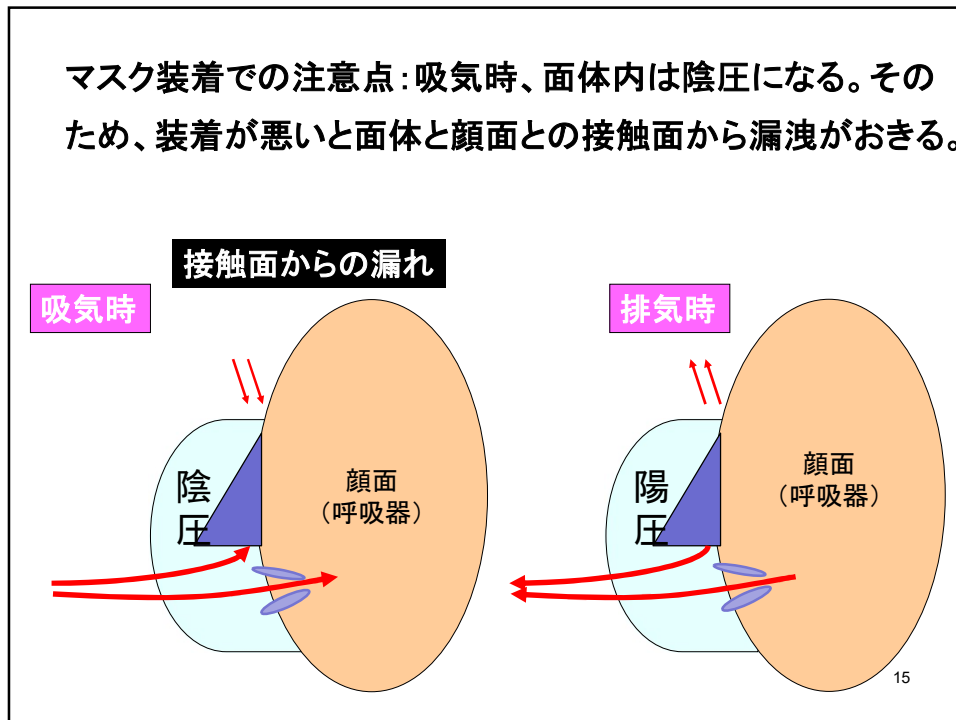 マスク装着での注意点：吸気時、面体内は陰圧になる。その
ため、装着が悪いと面体と顔面との接触面から漏洩がおきる。
接触面からの漏れ
吸気時
排気時
陰
圧
顔面
（呼吸器）
陽
圧
顔面
（呼吸器）
15